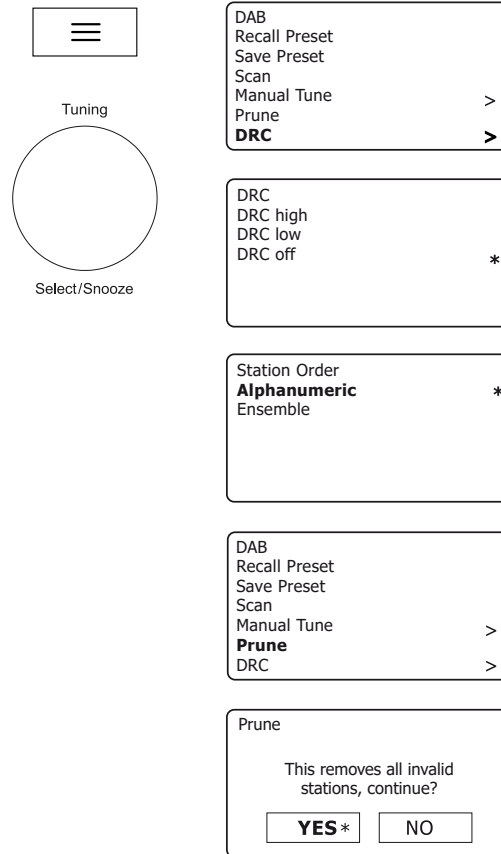 Tuning
Select/Snooze
DAB
Recall Preset
Save Preset
Scan
Manual Tune >
Prune
DRC >
DRC
DRC high
DRC low
DRC off *
Station Order
Alphanumeric *
Ensemble
DAB
Recall Preset
Save Preset
Scan
Manual Tune >
Prune
DRC >
Prune
This removes all invalid
stations, continue?
YES* NO